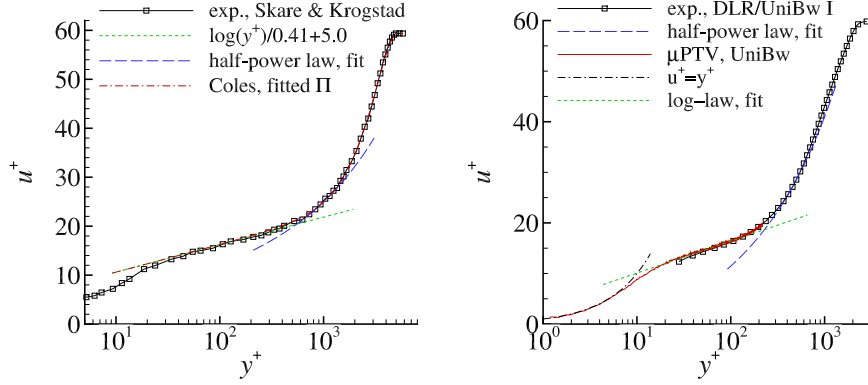 exp., Skare & Krogstad
log(y⁺)/0.41+5.0
half-power law, fit
Coles, fitted Π
u⁺
60
50
40
30
20
10
0
10¹ 10² 10³
y⁺
exp., DLR/UniBw I
half-power law, fit
μPTV, UniBw
u⁺=y⁺
log-law, fit
u⁺
60
40
20
0
10⁰ 10¹ 10² 10³
y⁺